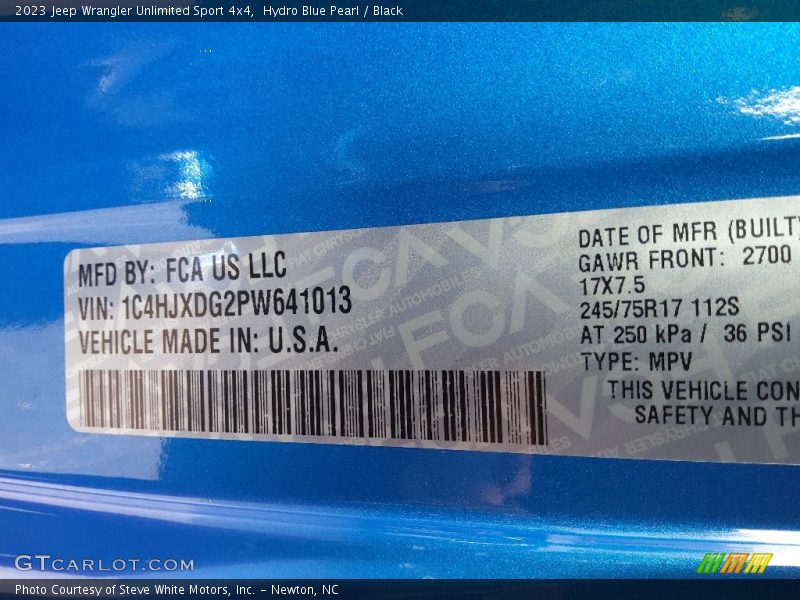 2023 Jeep Wrangler Unlimited Sport 4x4,  Hydro Blue Pearl / Black
MFD BY: FCA US LLC
VIN: 1C4HJXDG2PW641013
VEHICLE MADE IN: U.S.A.
DATE OF MFR (BUILT)
GAWR FRONT: 2700
17X7.5
245/75R17 112S
AT 250 kPa / 36 PSI
TYPE: MPV
THIS VEHICLE CON
SAFETY AND TH
GTCARLOT.COM
Photo Courtesy of Steve White Motors, Inc. – Newton, NC